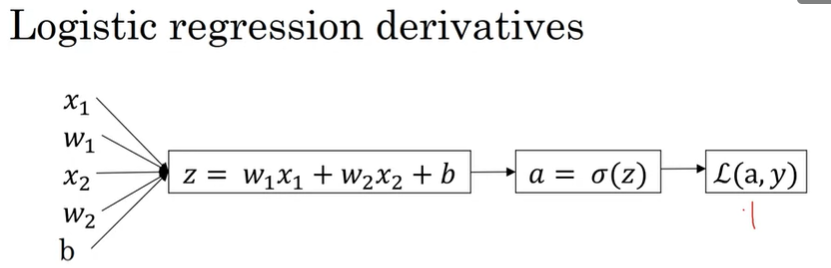 Logistic regression derivatives
x₁
w₁
x₂
w₂
b
z = w₁x₁ + w₂x₂ + b
a = σ(z)
ℒ(a, y)